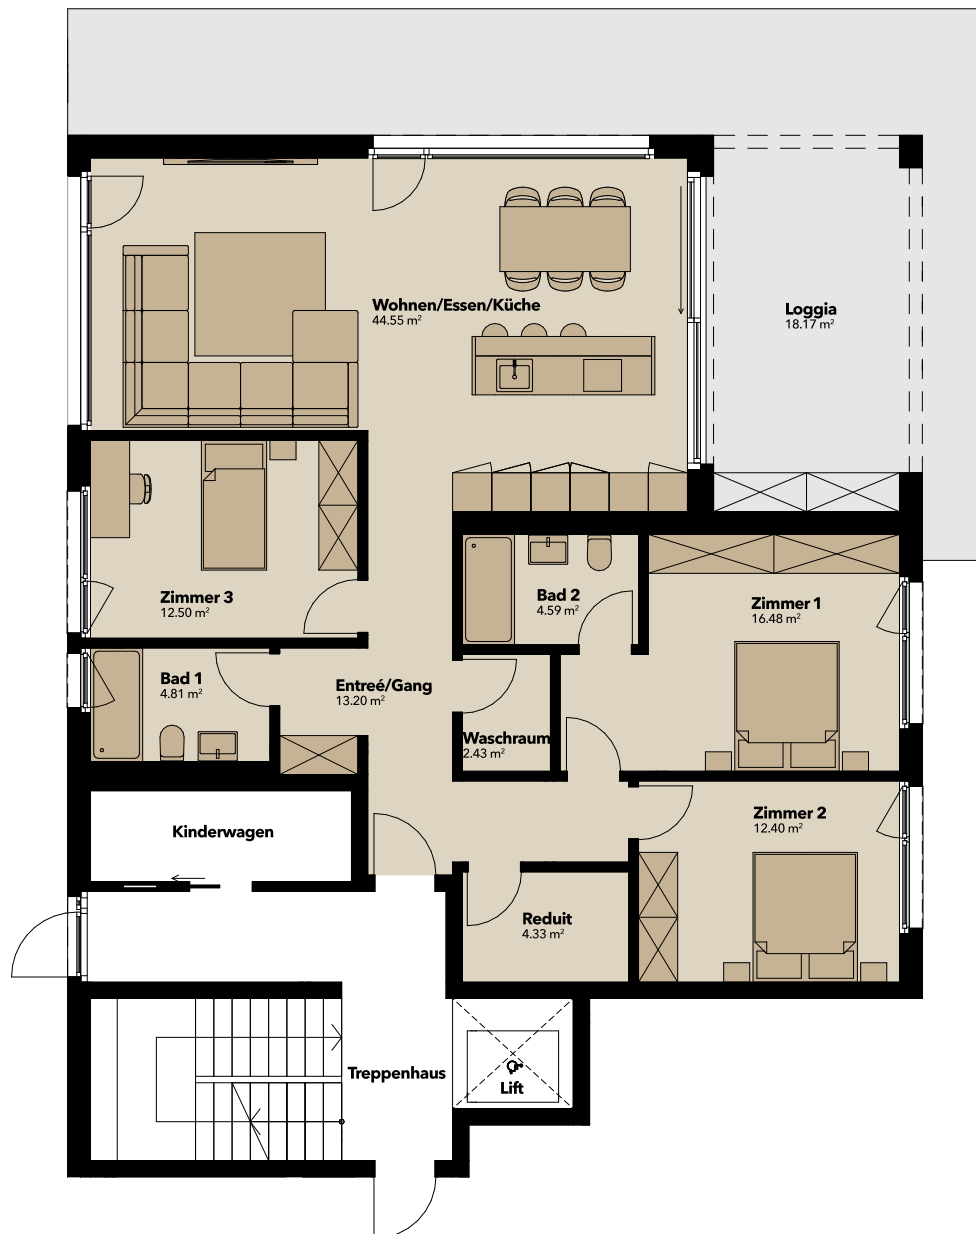 Wohnen/Essen/Küche
44.55 m²
Loggia
18.17 m²
Zimmer 3
12.50 m²
Bad 2
4.59 m²
Zimmer 1
16.48 m²
Bad 1
4.81 m²
Entreé/Gang
13.20 m²
Waschraum
2.43 m²
Zimmer 2
12.40 m²
Kinderwagen
Reduit
4.33 m²
Treppenhaus
Lift